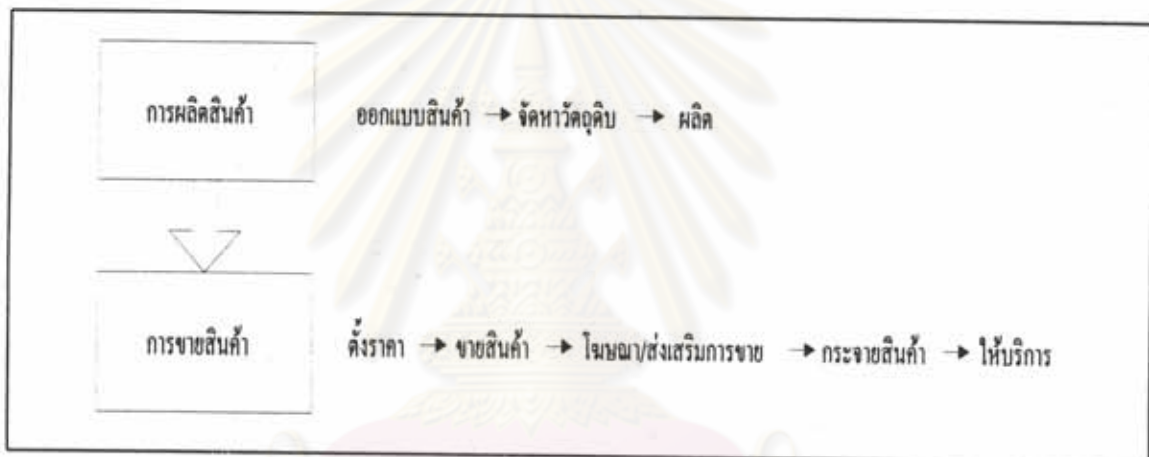 การผลิตสินค้า ออกแบบสินค้า → จัดหาวัตถุดิบ → ผลิต
การขายสินค้า ตั้งราคา → ขายสินค้า → โฆษณา/ส่งเสริมการขาย → กระจายสินค้า → ให้บริการ